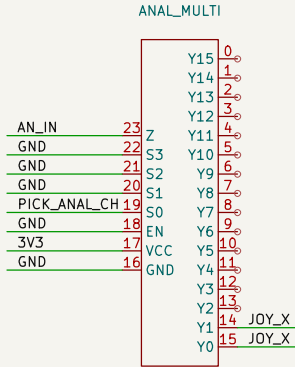 ANAL_MULTI
Y15 0
Y14 1
Y13 2
Y12 3
AN_IN 23 Z Y11 4
GND 22 S3 Y10 5
GND 21 S2 Y9 6
GND 20 S1 Y8 7
PICK_ANAL_CH 19 S0 Y7 8
GND 18 EN Y6 9
3V3 17 VCC Y5 10
GND 16 GND Y4 11
Y3 12
Y2 13
Y1 14 JOY_X
Y0 15 JOY_X